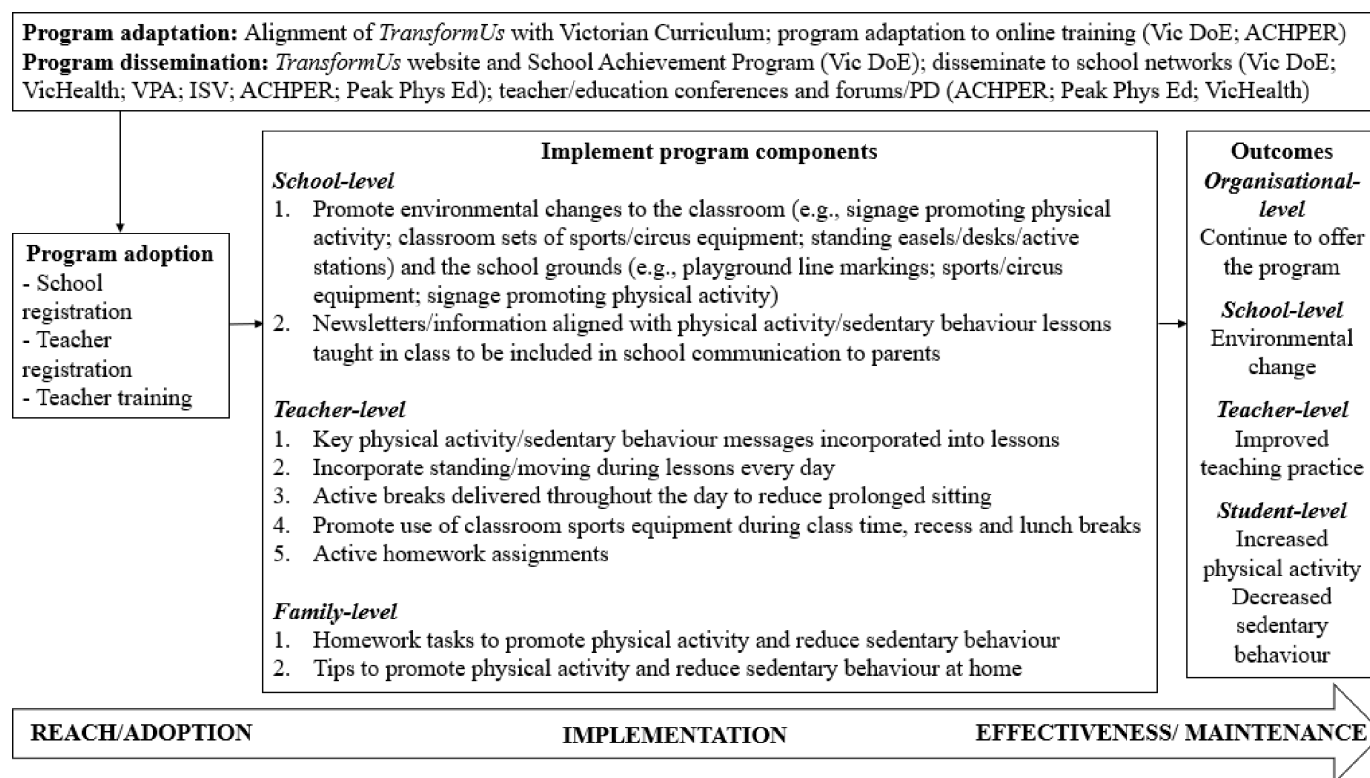 Program adaptation: Alignment of TransformUs with Victorian Curriculum; program adaptation to online training (Vic DoE; ACHPER)
Program dissemination: TransformUs website and School Achievement Program (Vic DoE); disseminate to school networks (Vic DoE;
VicHealth; VPA; ISV; ACHPER; Peak Phys Ed); teacher/education conferences and forums/PD (ACHPER; Peak Phys Ed; VicHealth)
Program adoption
- School
registration
- Teacher
registration
- Teacher training
Implement program components
School-level
1. Promote environmental changes to the classroom (e.g., signage promoting physical
activity; classroom sets of sports/circus equipment; standing easels/desks/active
stations) and the school grounds (e.g., playground line markings; sports/circus
equipment; signage promoting physical activity)
2. Newsletters/information aligned with physical activity/sedentary behaviour lessons
taught in class to be included in school communication to parents
Teacher-level
1. Key physical activity/sedentary behaviour messages incorporated into lessons
2. Incorporate standing/moving during lessons every day
3. Active breaks delivered throughout the day to reduce prolonged sitting
4. Promote use of classroom sports equipment during class time, recess and lunch breaks
5. Active homework assignments
Family-level
1. Homework tasks to promote physical activity and reduce sedentary behaviour
2. Tips to promote physical activity and reduce sedentary behaviour at home
Outcomes
Organisational-
level
Continue to offer
the program
School-level
Environmental
change
Teacher-level
Improved
teaching practice
Student-level
Increased
physical activity
Decreased
sedentary
behaviour
REACH/ADOPTION
IMPLEMENTATION
EFFECTIVENESS/ MAINTENANCE